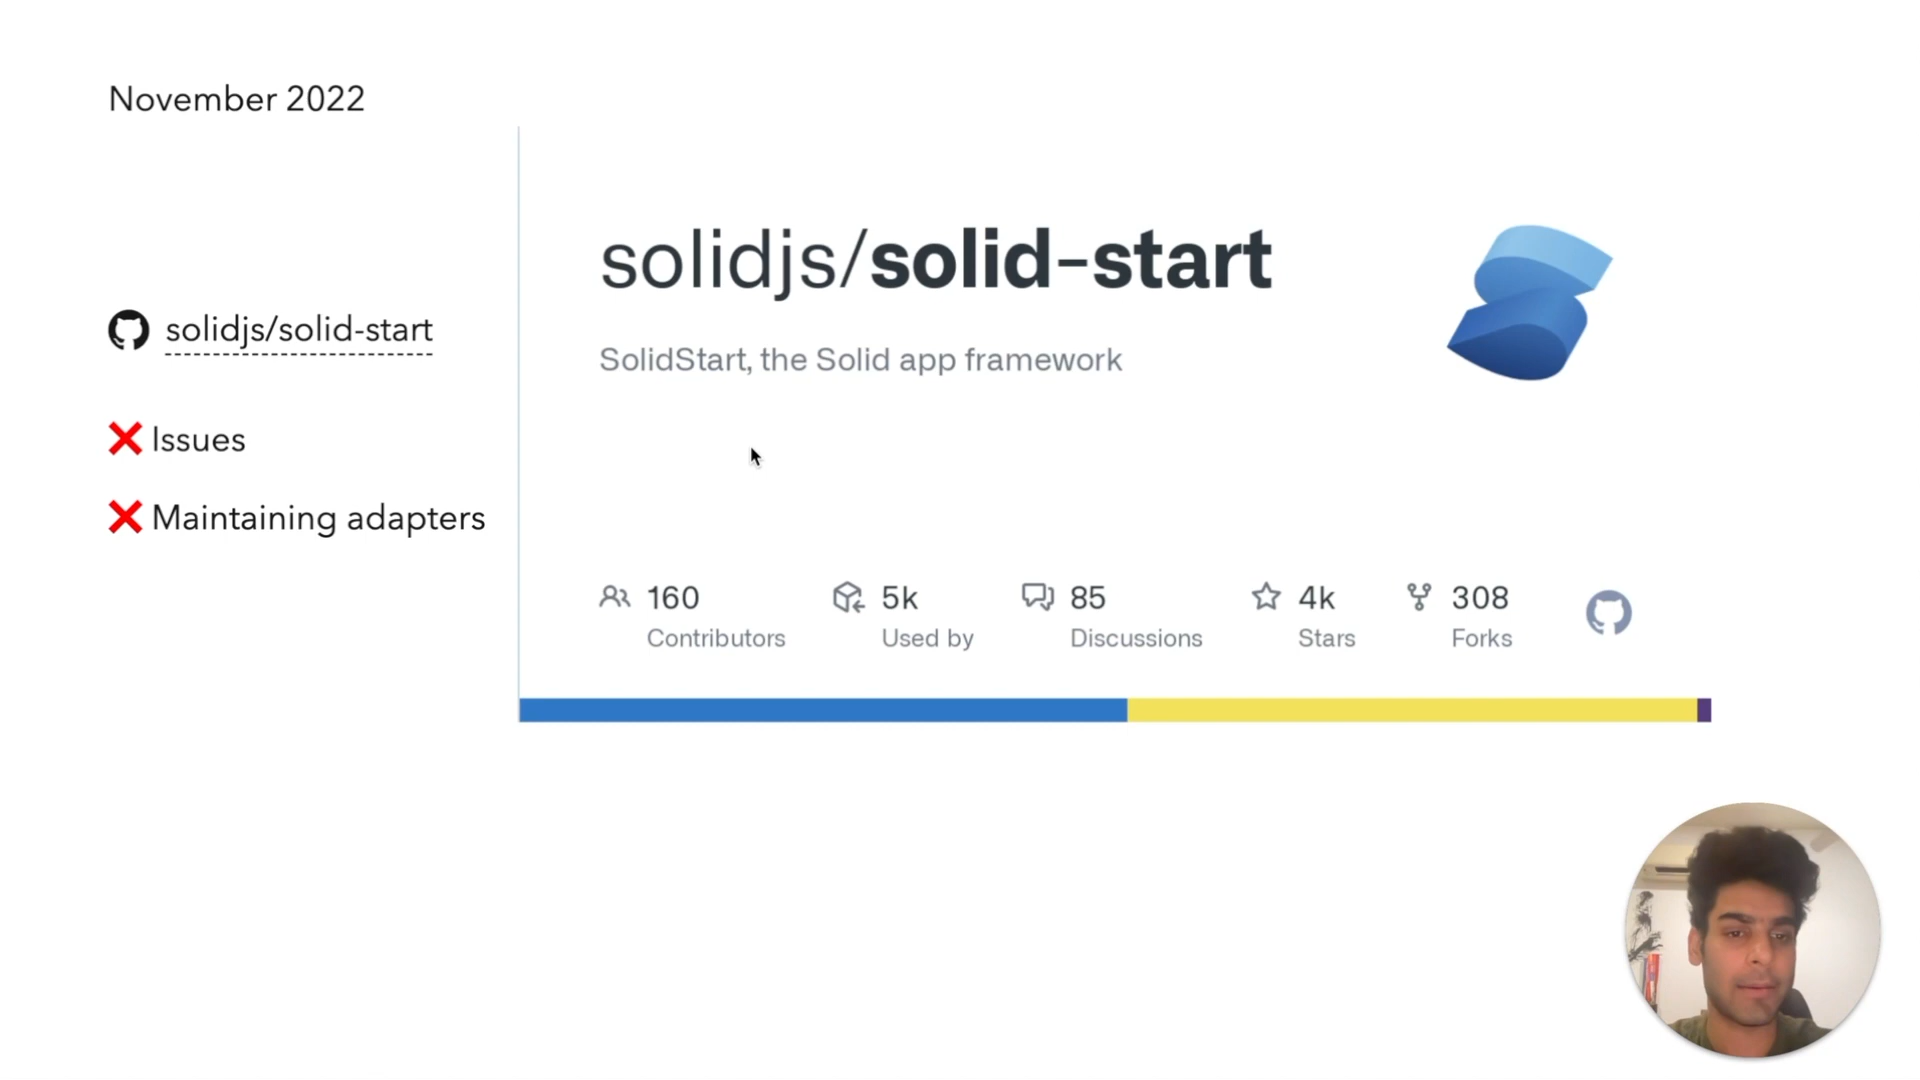 November 2022
solidjs/solid-start
Issues
Maintaining adapters
solidjs/solid-start
SolidStart, the Solid app framework
160 5k 85 4k 308
Contributors Used by Discussions Stars Forks